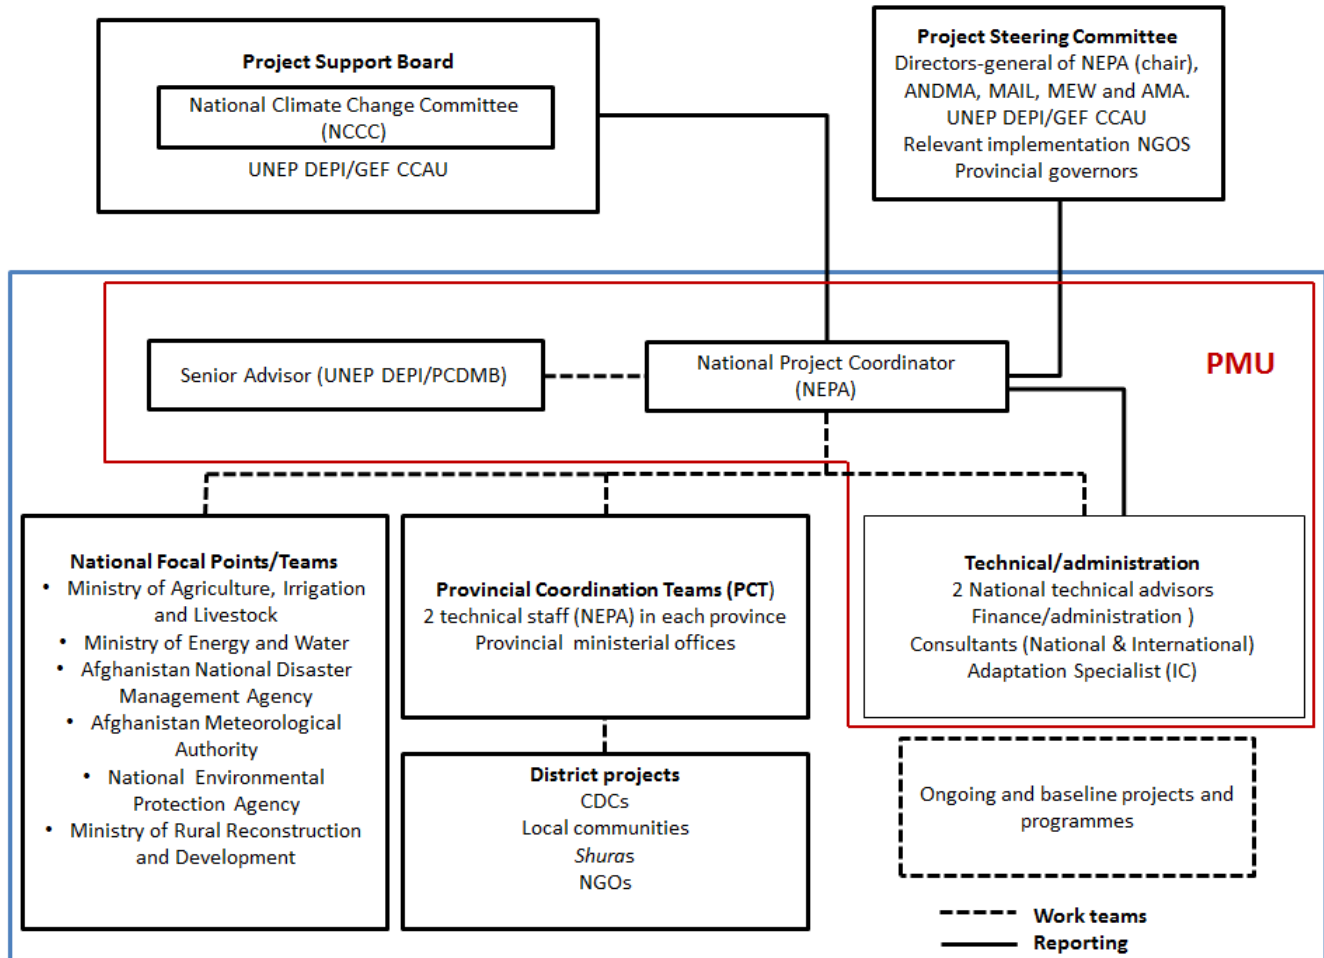 Project Support Board
National Climate Change Committee
(NCCC)
UNEP DEPI/GEF CCAU
Project Steering Committee
Directors-general of NEPA (chair),
ANDMA, MAIL, MEW and AMA.
UNEP DEPI/GEF CCAU
Relevant implementation NGOS
Provincial governors
PMU
Senior Advisor (UNEP DEPI/PCDMB)
National Project Coordinator
(NEPA)
National Focal Points/Teams
• Ministry of Agriculture, Irrigation
and Livestock
• Ministry of Energy and Water
• Afghanistan National Disaster
Management Agency
• Afghanistan Meteorological
Authority
• National Environmental
Protection Agency
• Ministry of Rural Reconstruction
and Development
Provincial Coordination Teams (PCT)
2 technical staff (NEPA) in each province
Provincial ministerial offices
District projects
CDCs
Local communities
Shuras
NGOs
Technical/administration
2 National technical advisors
Finance/administration )
Consultants (National & International)
Adaptation Specialist (IC)
Ongoing and baseline projects and
programmes
Work teams
Reporting